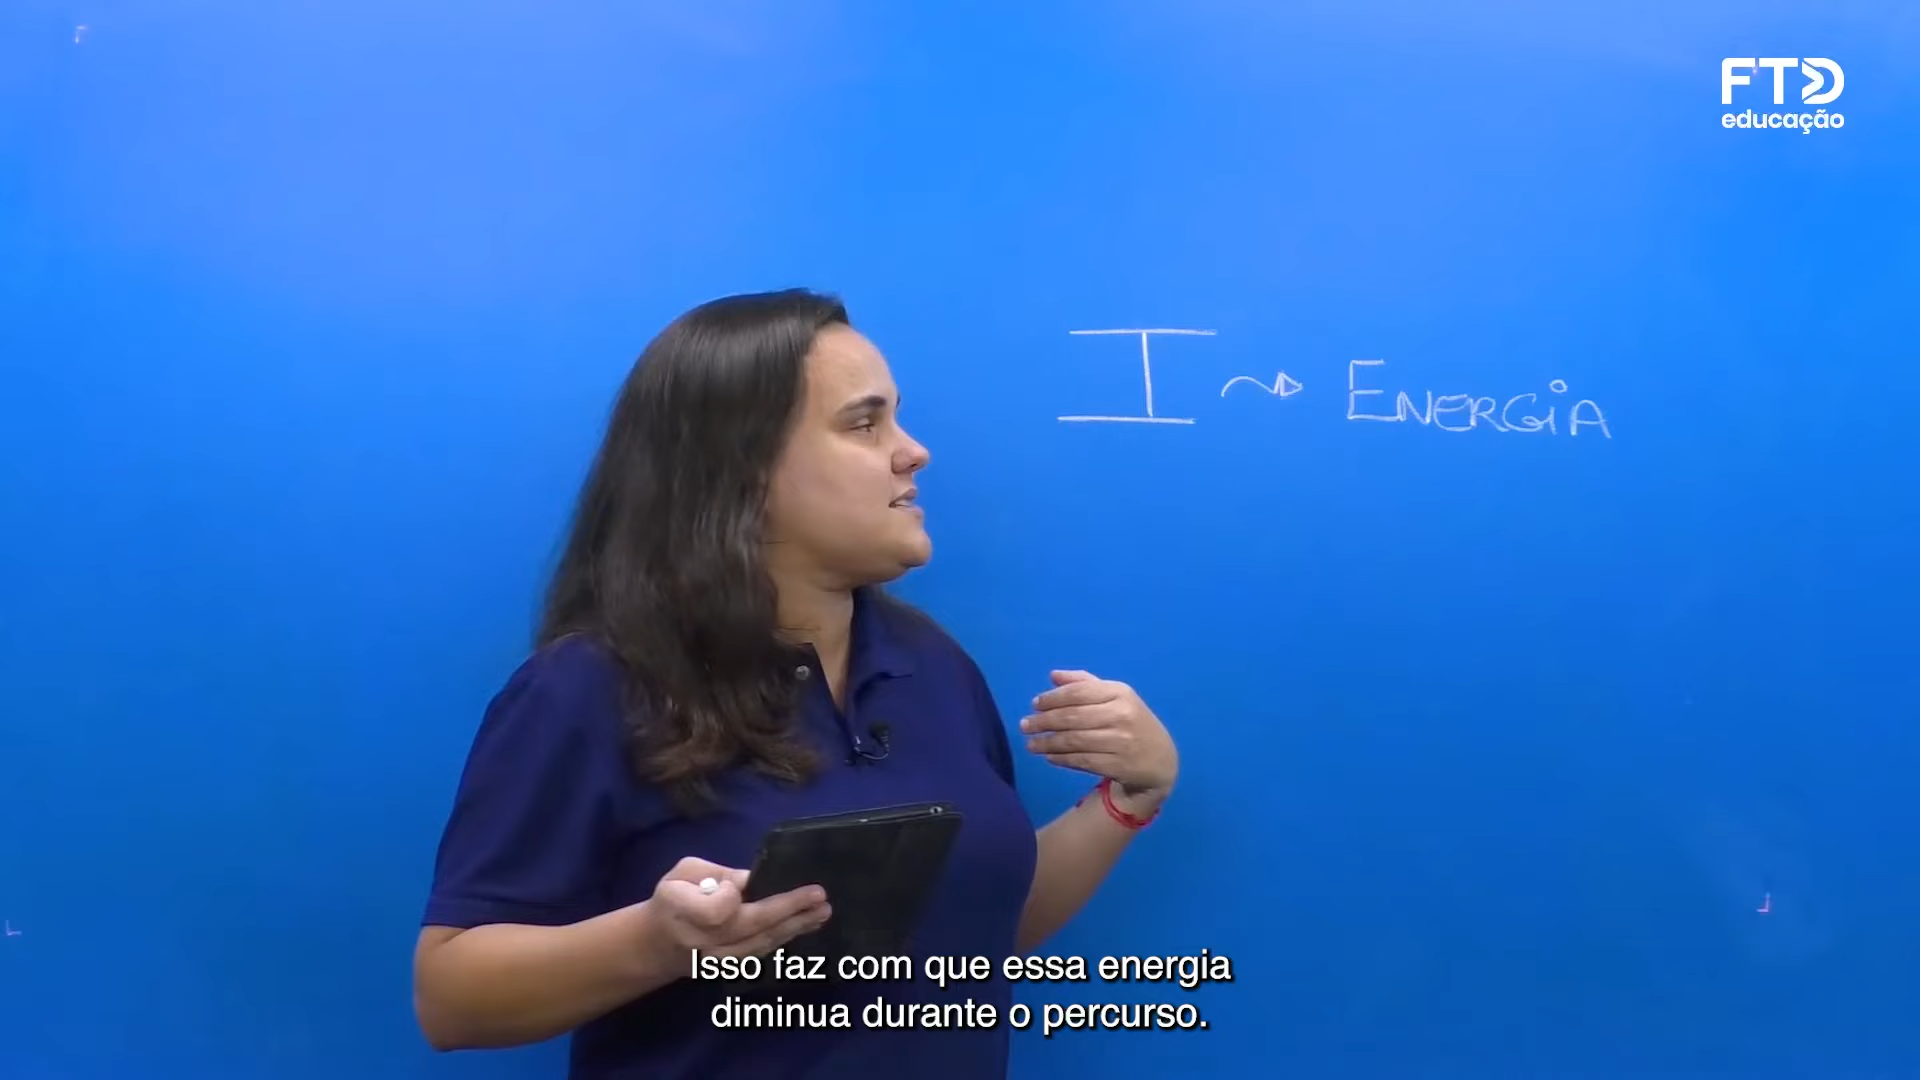 FTD
educação
I → ENERGIA
Isso faz com que essa energia
diminua durante o percurso.